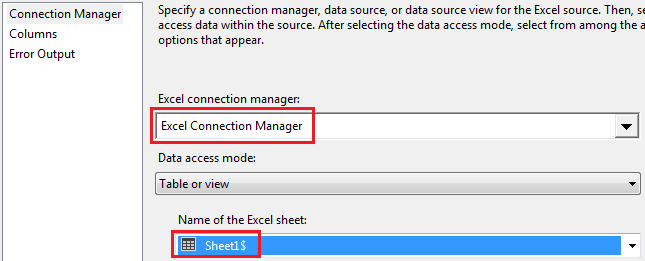 Connection Manager
Columns
Error Output
Specify a connection manager, data source, or data source view for the Excel source. Then, se
access data within the source. After selecting the data access mode, select from among the a
options that appear.
Excel connection manager:
Excel Connection Manager
Data access mode:
Table or view
Name of the Excel sheet:
Sheet1$